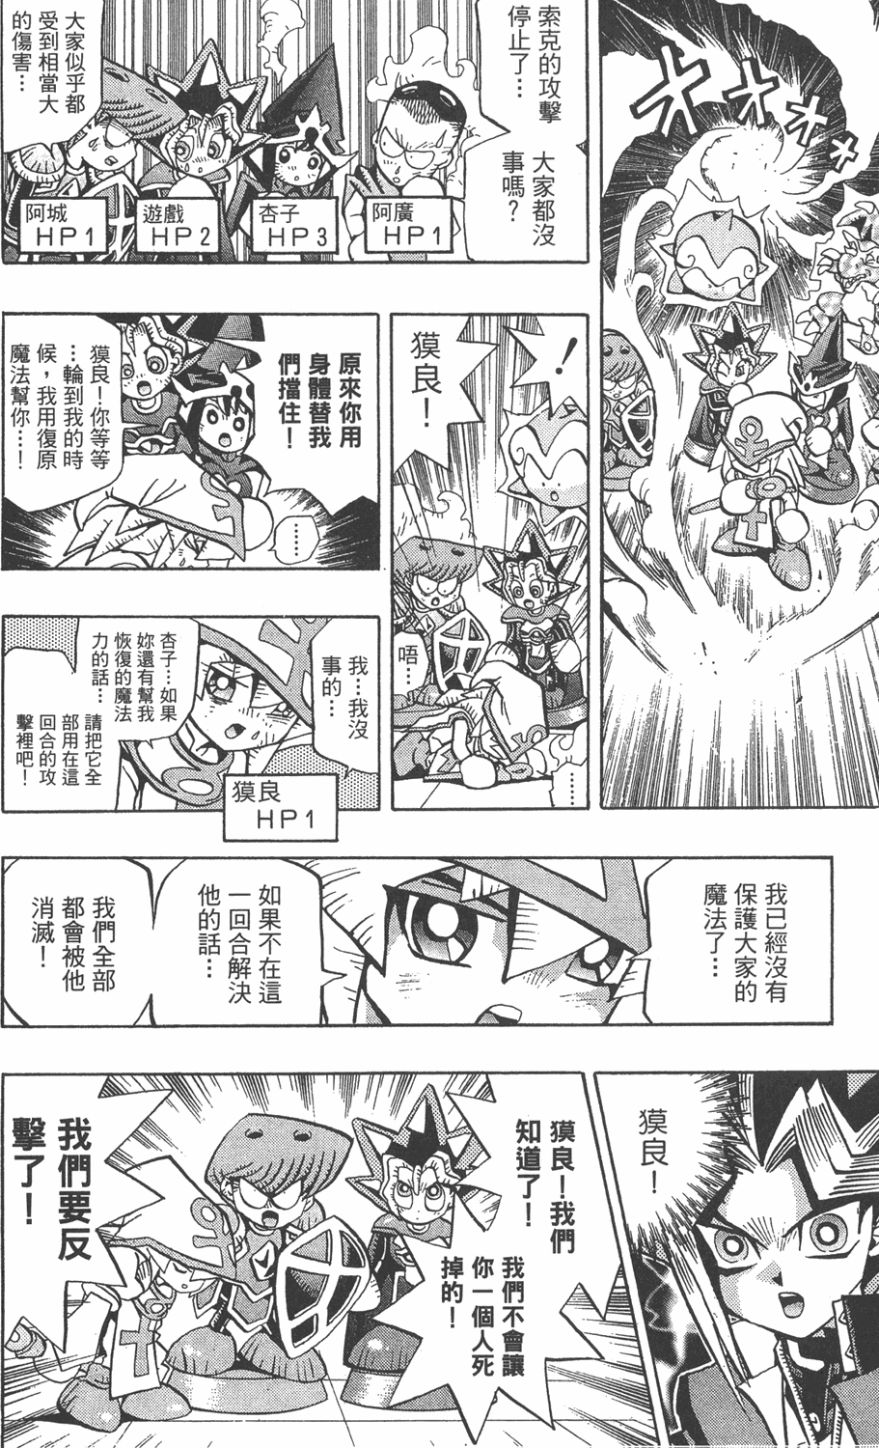 索克的攻擊
停止了…
大家都沒
事嗎？
大家似乎都
受到相當大
的傷害…
阿廣
HP1
杏子
HP3
遊戲
HP2
阿城
HP1
！
獏良！
唔…
……
原來你用
身體替我
們擋住！
獏良！你等等
…輪到我的時
候，我用復原
魔法幫你…！
……
我…我沒
事的…
杏子…如果
妳還有幫我
恢復的魔法
力的話…
請把它全
部用在這
回合的攻
擊裡吧！
獏良
HP1
我已經沒有
保護大家的
魔法了…
如果不在這
一回合解決
他的話…
我們全部
都會被他
消滅！
獏良！
獏良！我們
知道了！
我們不會讓
你一個人死
掉的！
我們要反
擊了！